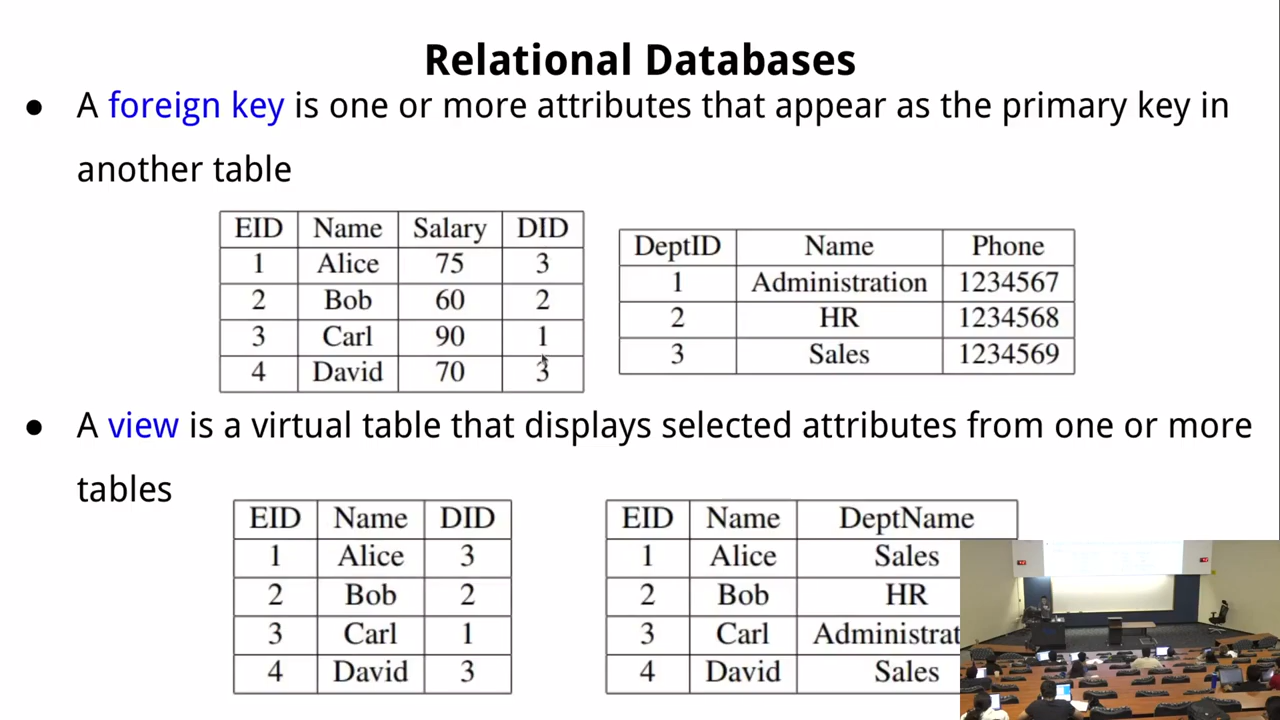 Relational Databases
● A foreign key is one or more attributes that appear as the primary key in
another table
EID Name Salary DID
1 Alice 75 3
2 Bob 60 2
3 Carl 90 1
4 David 70 3
DeptID Name Phone
1 Administration 1234567
2 HR 1234568
3 Sales 1234569
● A view is a virtual table that displays selected attributes from one or more
tables
EID Name DID
1 Alice 3
2 Bob 2
3 Carl 1
4 David 3
EID Name DeptName
1 Alice Sales
2 Bob HR
3 Carl Administrat
4 David Sales